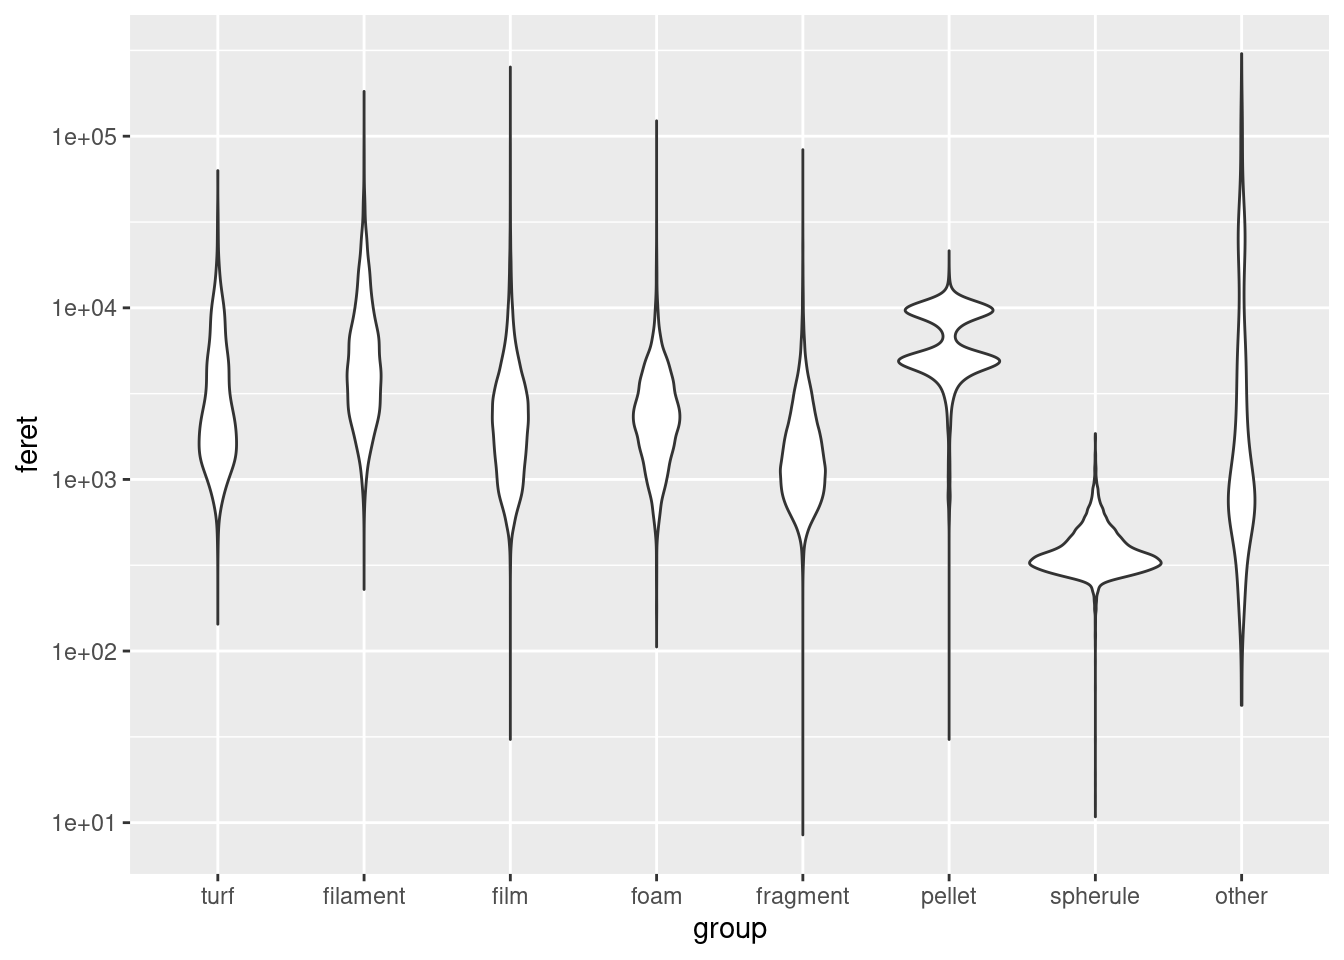 1e+05
1e+04
1e+03
1e+02
1e+01
feret
turf filament film foam fragment pellet spherule other
group